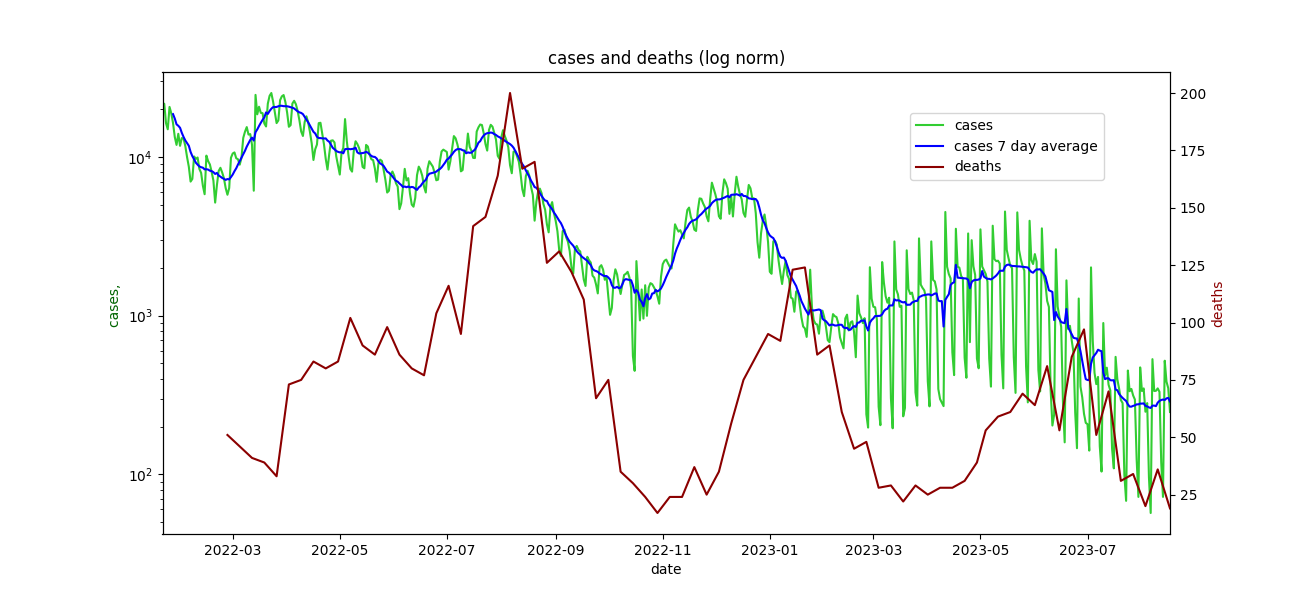 cases and deaths (log norm)
cases
cases 7 day average
deaths
10^4
10^3
10^2
cases,
200
175
150
125
100
75
50
25
deaths
2022-03 2022-05 2022-07 2022-09 2022-11 2023-01 2023-03 2023-05 2023-07
date